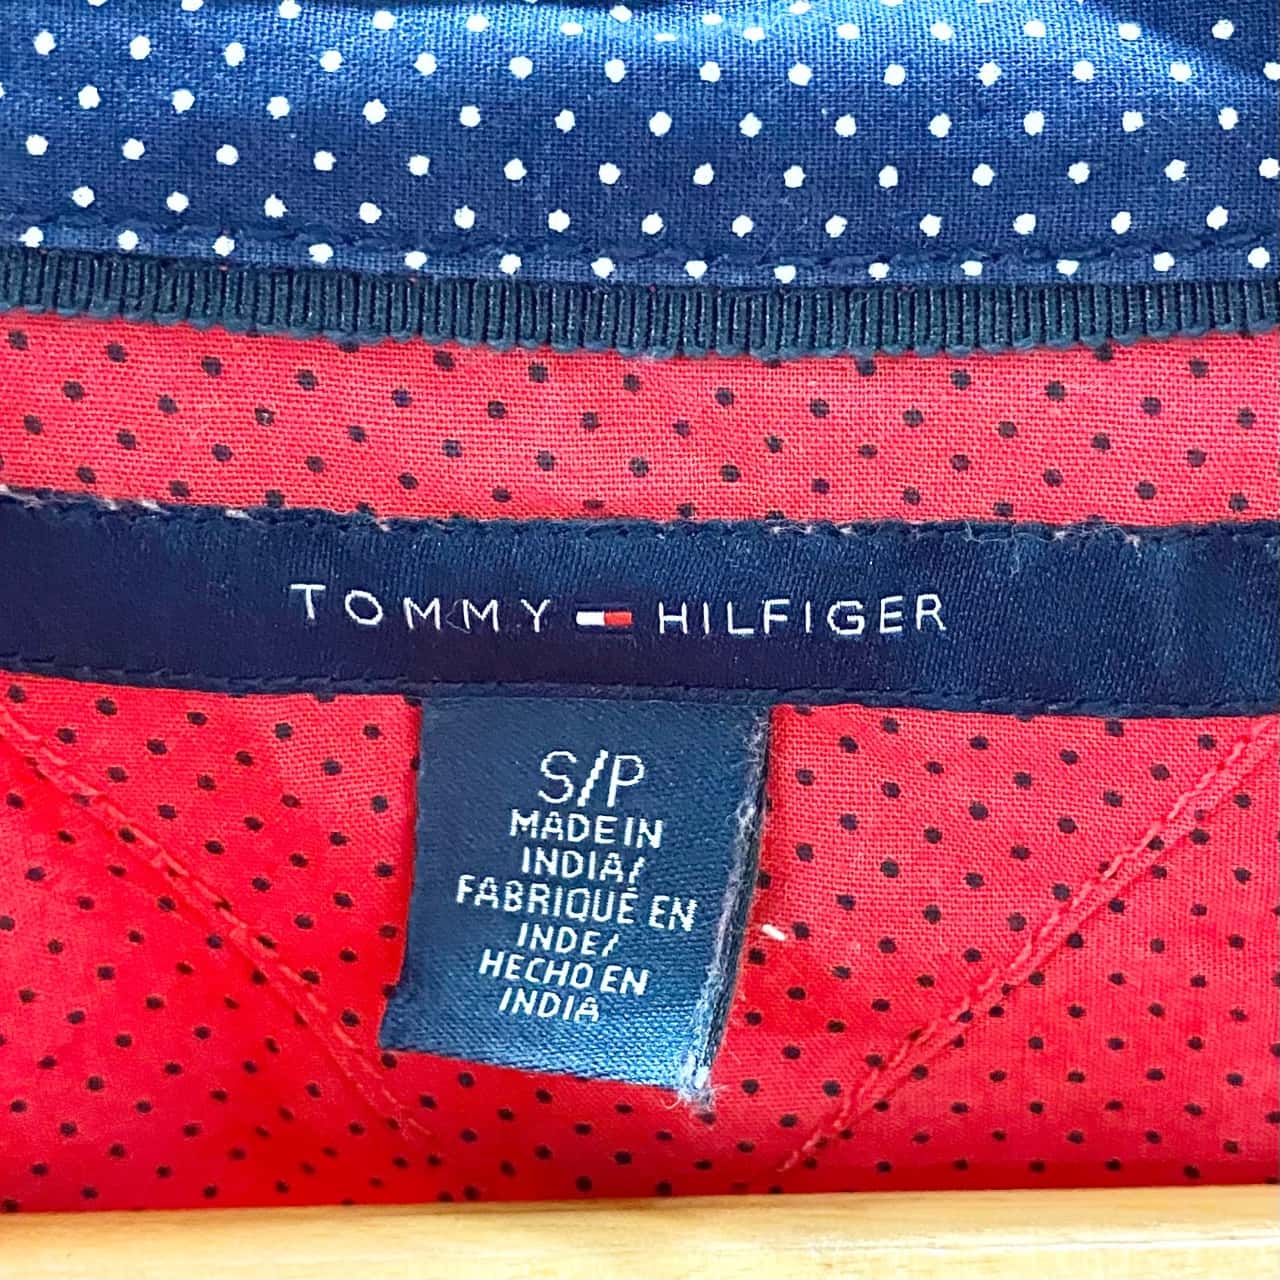 TOMMY HILFIGER
S/P
MADE IN
INDIA/
FABRIQUÉ EN
INDE/
HECHO EN
INDIA